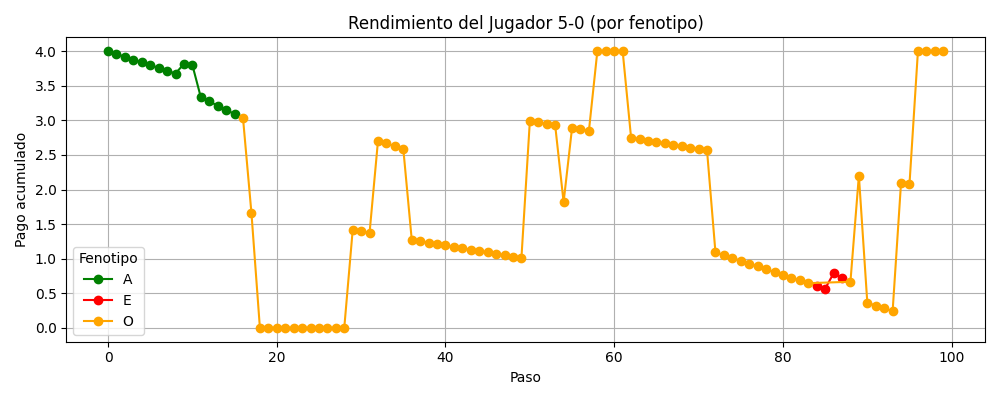 Rendimiento del Jugador 5-0 (por fenotipo)
Pago acumulado
4.0
3.5
3.0
2.5
2.0
1.5
1.0
0.5
0.0
Fenotipo
A
E
O
0 20 40 60 80 100
Paso